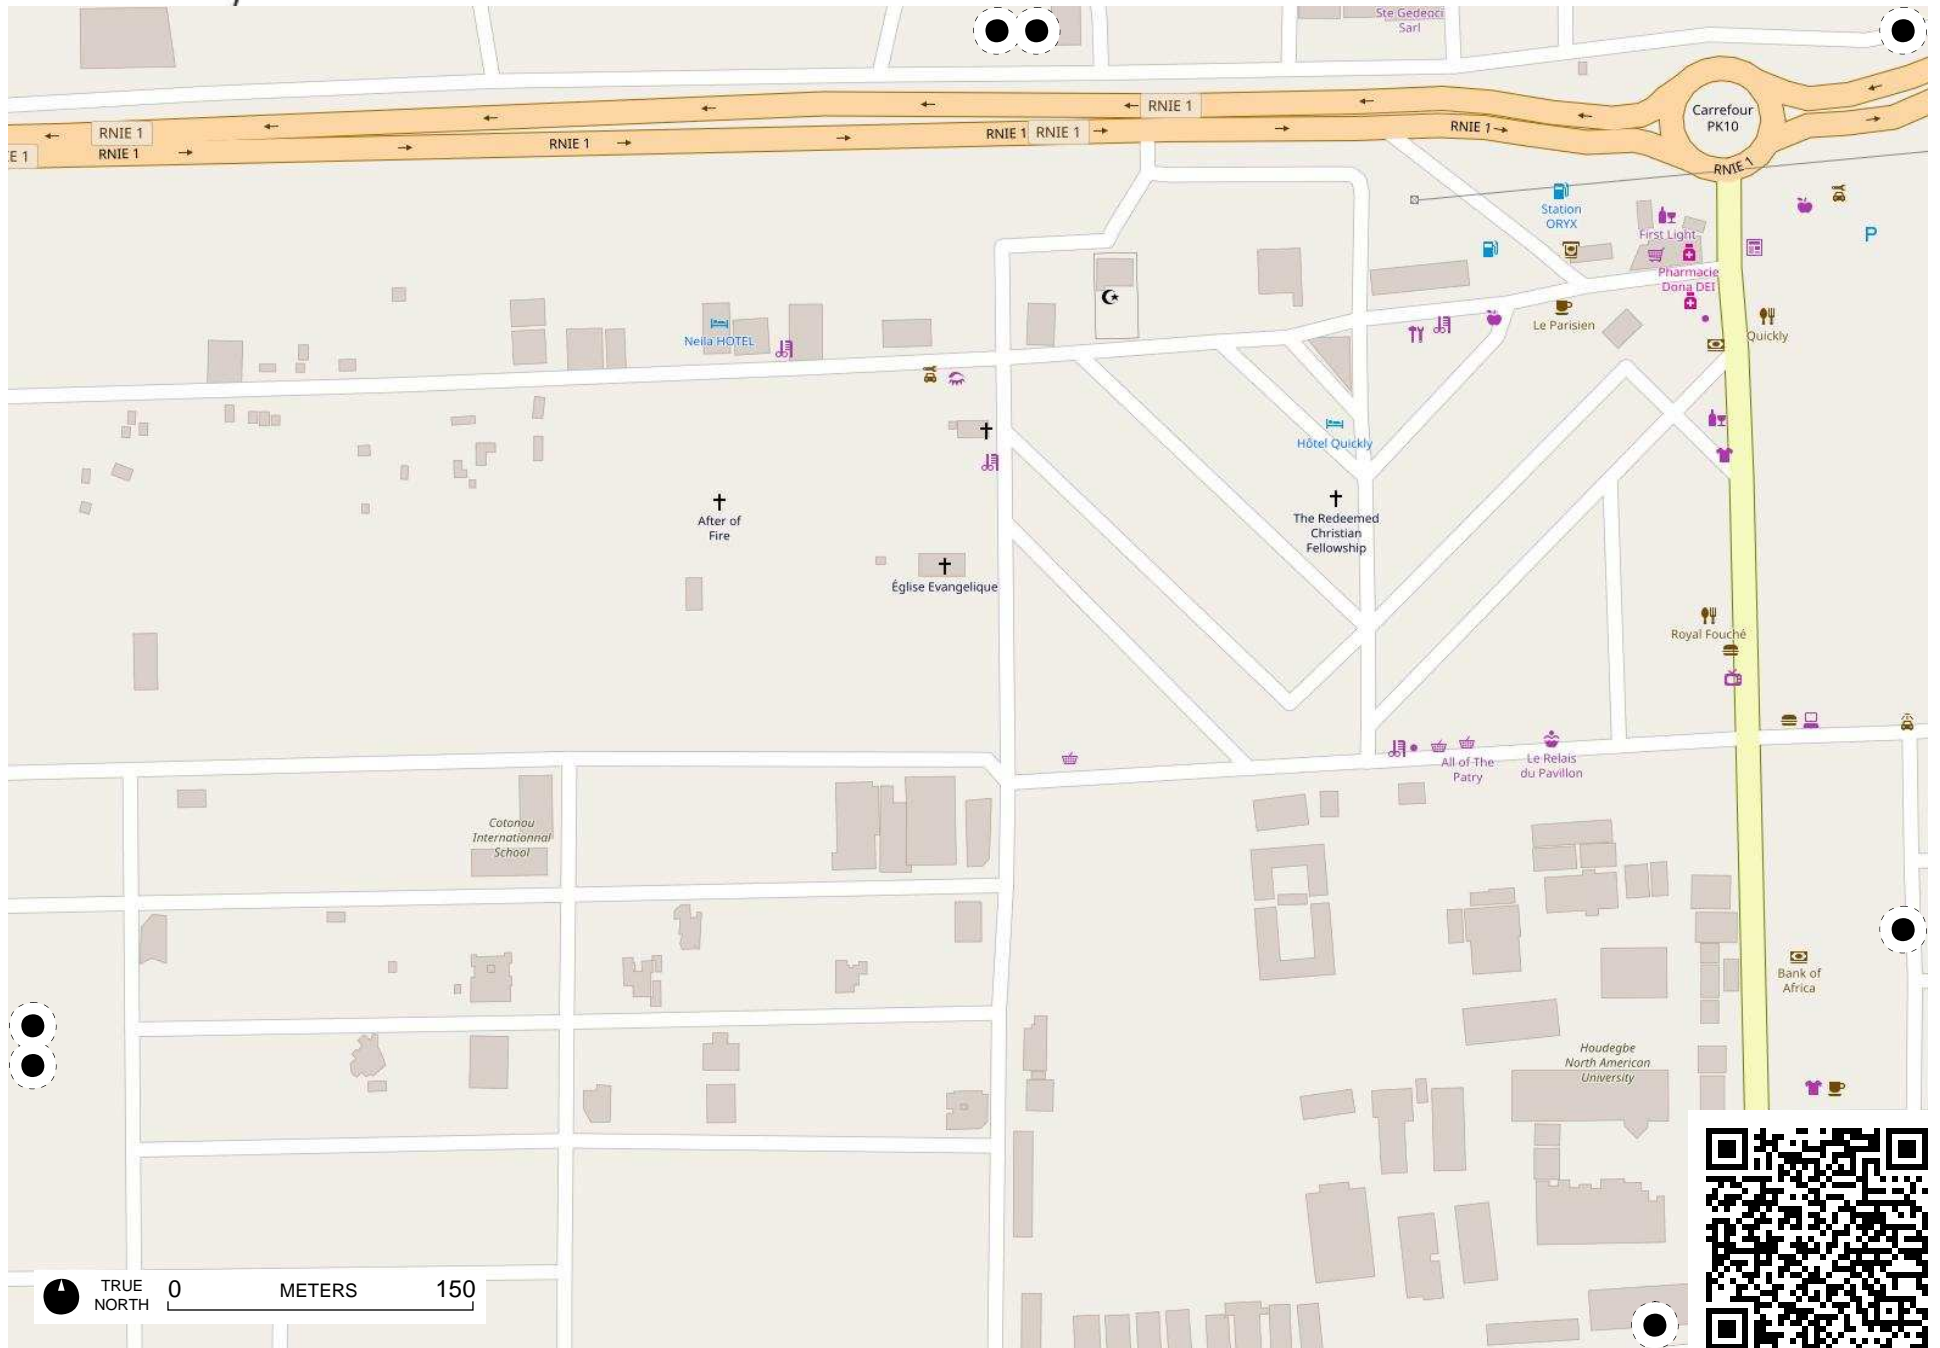 Ste Gedeoci
Sarl
RNIE 1
Carrefour
PK10
RNIE 1
RNIE 1
RNIE 1
RNIE 1
RNIE 1
RNIE 1
E 1
RNIE 1
RNIE 1
Station
ORYX
First Light
P
Pharmacie
Dona DEI
Le Parisien
Quickly
Neila HOTEL
Hôtel Quickly
After of
Fire
The Redeemed
Christian
Fellowship
Église Evangelique
Royal Fouché
All of The
Patry
Le Relais
du Pavillon
Cotonou
Internationnal
School
Bank of
Africa
Houdegbe
North American
University
TRUE
NORTH
0 METERS 150